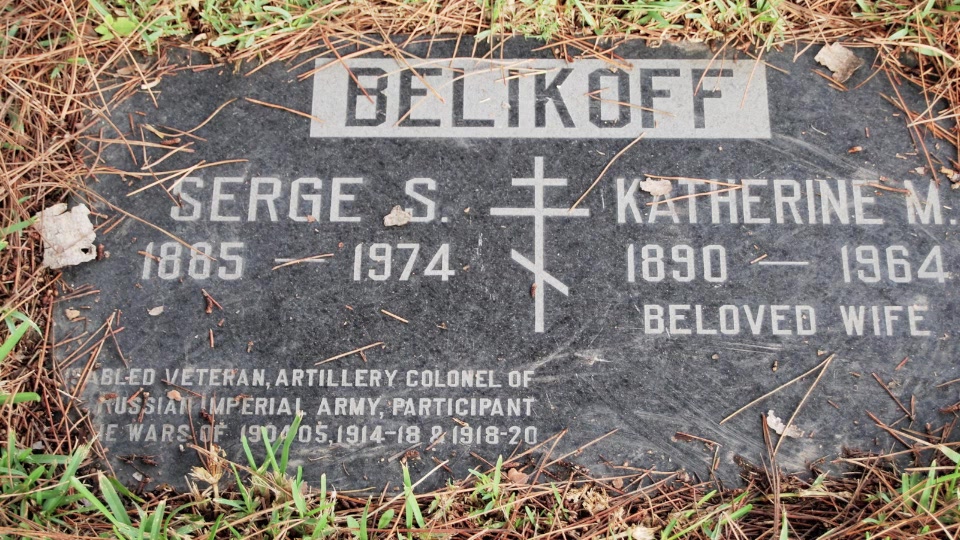 BELIKOFF
SERGE S.
1885 — 1974
KATHERINE M.
1890 — 1964
BELOVED WIFE
VETERAN, ARTILLERY COLONEL OF
RUSSIAN IMPERIAL ARMY, PARTICIPANT
WARS OF 1904-05, 1914-18 & 1918-20